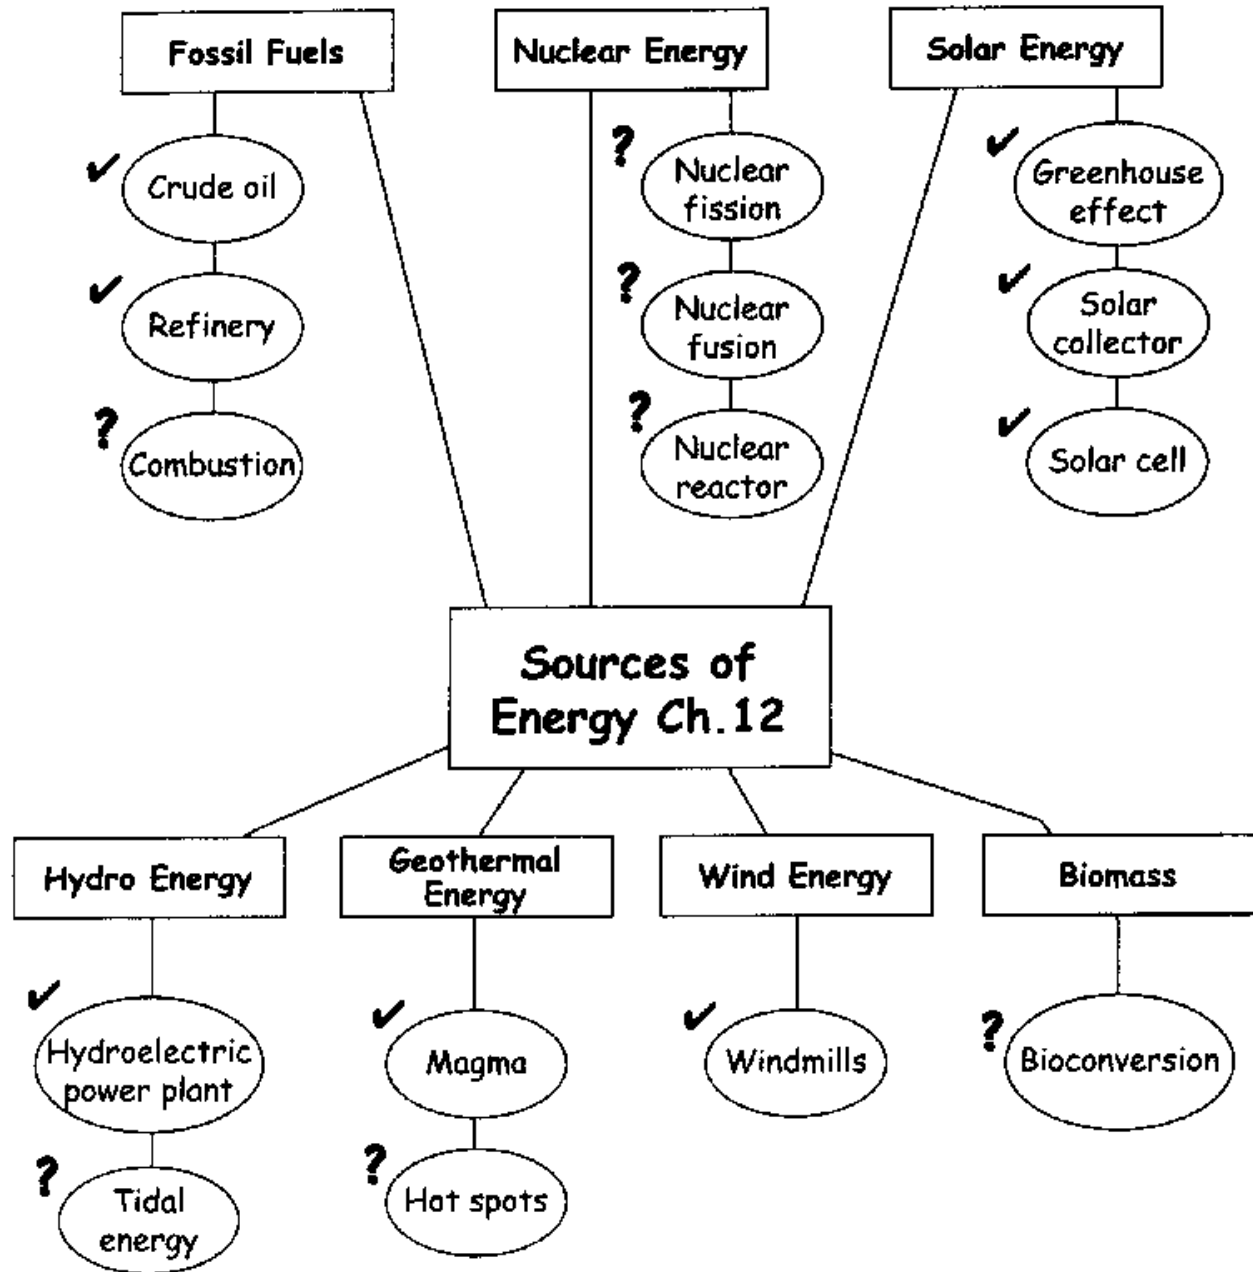 Fossil Fuels
Nuclear Energy
Solar Energy
✔
Crude oil
✔
Refinery
?
Combustion
?
Nuclear
fission
?
Nuclear
fusion
?
Nuclear
reactor
✔
Greenhouse
effect
✔
Solar
collector
✔
Solar cell
Sources of
Energy Ch.12
Hydro Energy
Geothermal
Energy
Wind Energy
Biomass
✔
Hydroelectric
power plant
?
Tidal
energy
✔
Magma
?
Hot spots
✔
Windmills
?
Bioconversion